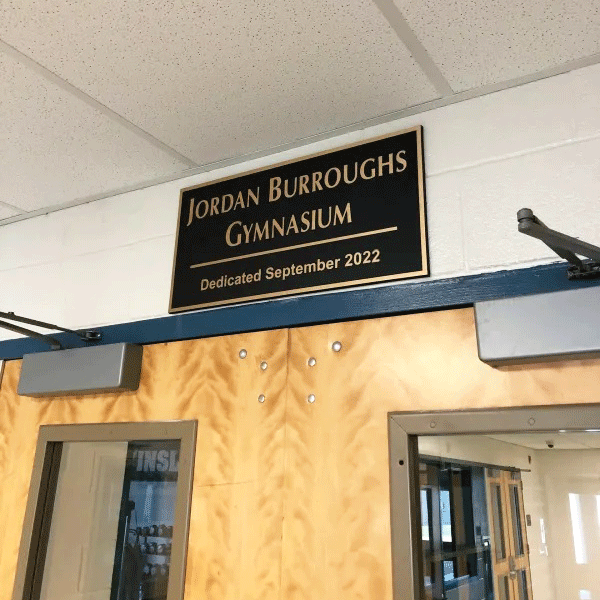 JORDAN BURROUGHS
GYMNASIUM
Dedicated September 2022